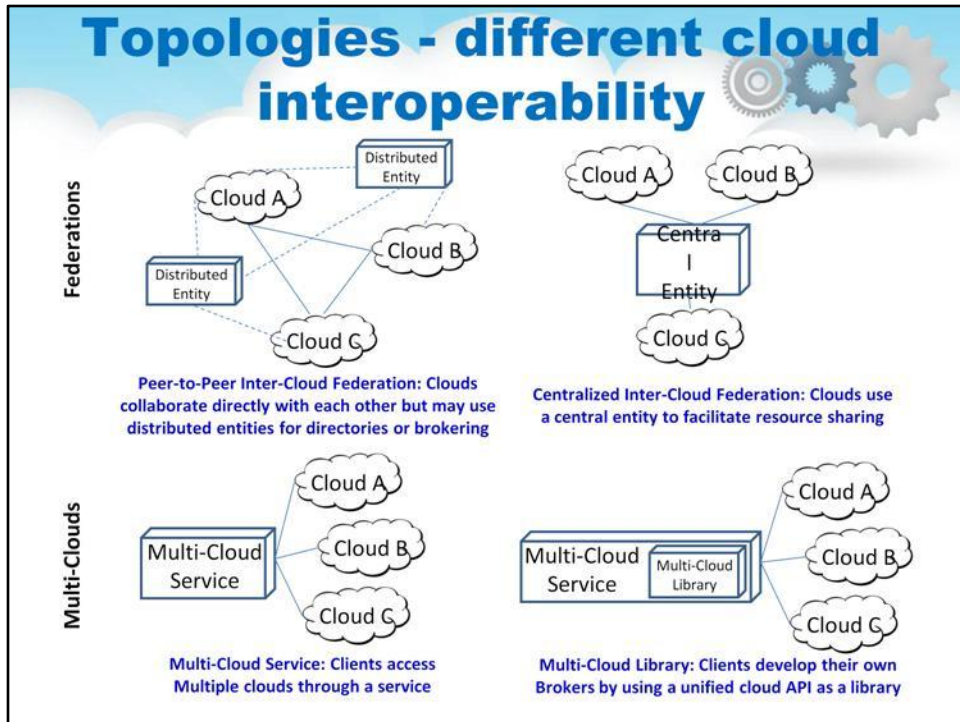 Topologies - different cloud
interoperability
Federations
Distributed
Entity
Cloud A
Cloud B
Distributed
Entity
Cloud C
Peer-to-Peer Inter-Cloud Federation: Clouds
collaborate directly with each other but may use
distributed entities for directories or brokering
Cloud A
Cloud B
Centra
l
Entity
Cloud C
Centralized Inter-Cloud Federation: Clouds use
a central entity to facilitate resource sharing
Multi-Clouds
Cloud A
Multi-Cloud
Service
Cloud B
Cloud C
Multi-Cloud Service: Clients access
Multiple clouds through a service
Cloud A
Multi-Cloud
Service
Multi-Cloud
Library
Cloud B
Cloud C
Multi-Cloud Library: Clients develop their own
Brokers by using a unified cloud API as a library